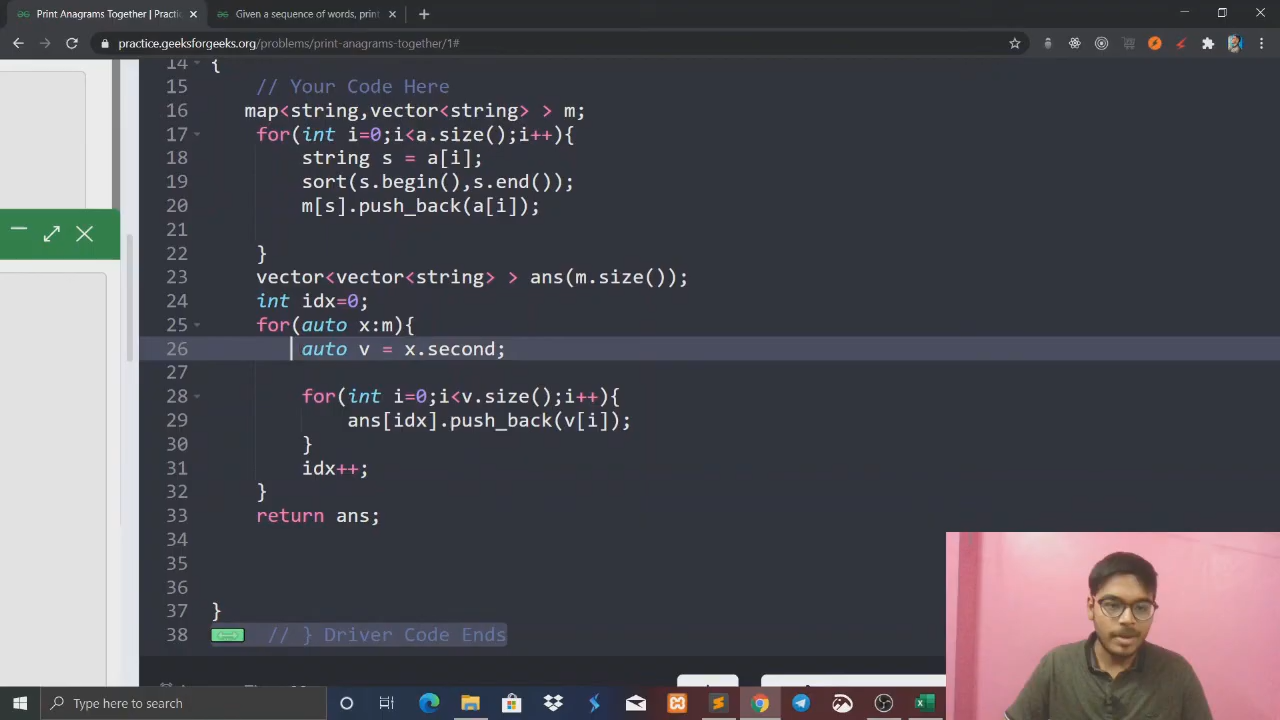 Print Anagrams Together | Practic
Given a sequence of words, print
practice.geeksforgeeks.org/problems/print-anagrams-together/1#
14 {
15 // Your Code Here
16 map<string,vector<string> > m;
17 for(int i=0;i<a.size();i++){
18 string s = a[i];
19 sort(s.begin(),s.end());
20 m[s].push_back(a[i]);
21
22 }
23 vector<vector<string> > ans(m.size());
24 int idx=0;
25 for(auto x:m){
26 auto v = x.second;
27
28 for(int i=0;i<v.size();i++){
29 ans[idx].push_back(v[i]);
30 }
31 idx++;
32 }
33 return ans;
34
35
36
37 }
38 // } Driver Code Ends
Type here to search